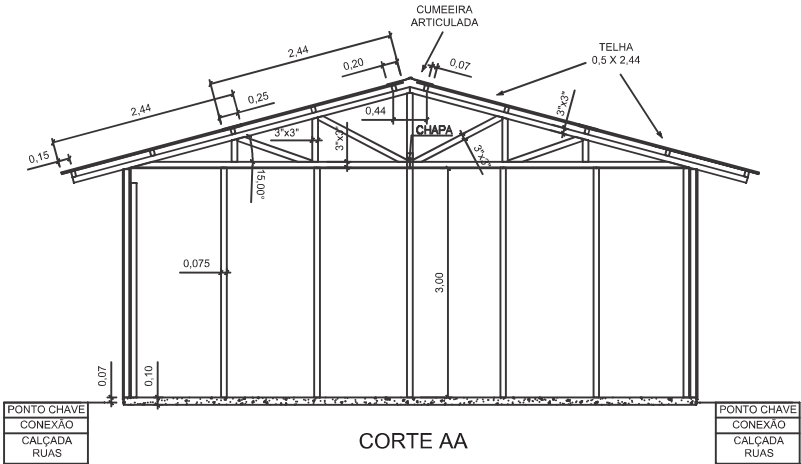 CUMEEIRA
ARTICULADA
2,44
0,20
0,07
TELHA
0,5 X 2,44
2,44
0,25
0,44
3"x3"
CHAPA
3"x3"
3"x3"
3"x3"
0,15
15,00°
0,075
3,00
0,07
0,10
PONTO CHAVE
CONEXÃO
CALÇADA
RUAS
CORTE AA
PONTO CHAVE
CONEXÃO
CALÇADA
RUAS